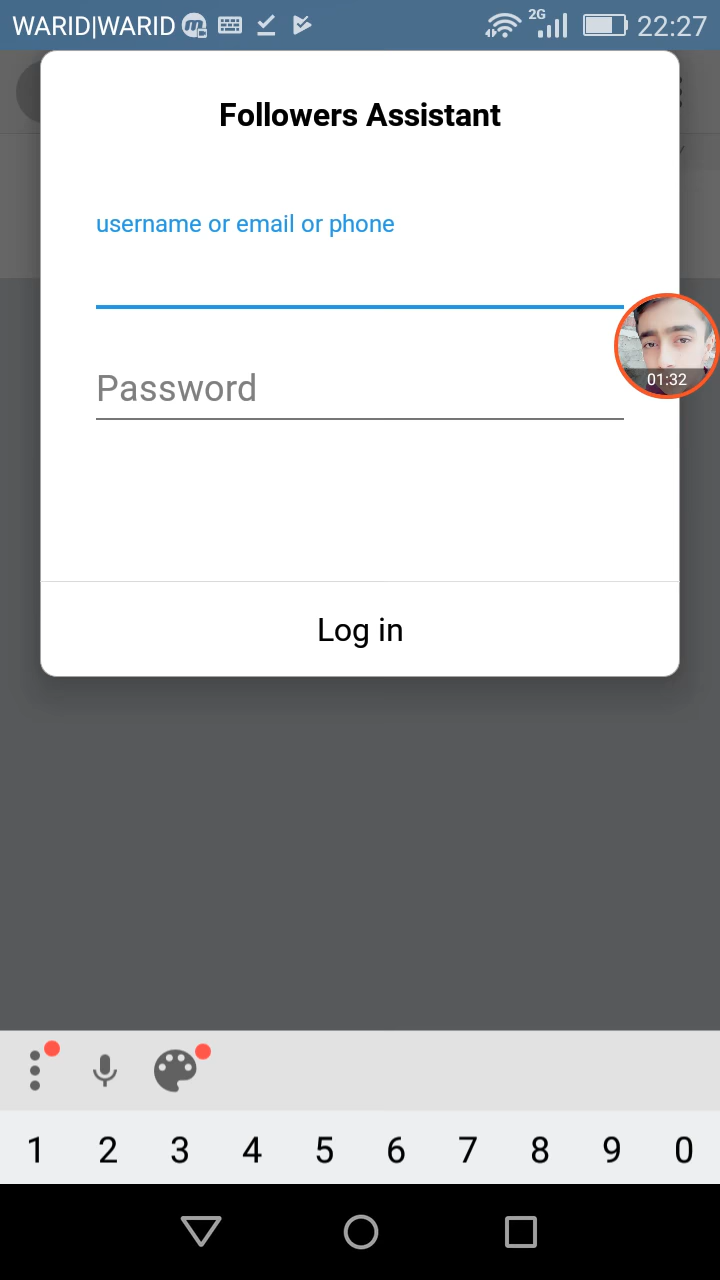 WARID|WARID 2G 22:27
Followers Assistant
username or email or phone
01:32
Password
Log in
1 2 3 4 5 6 7 8 9 0